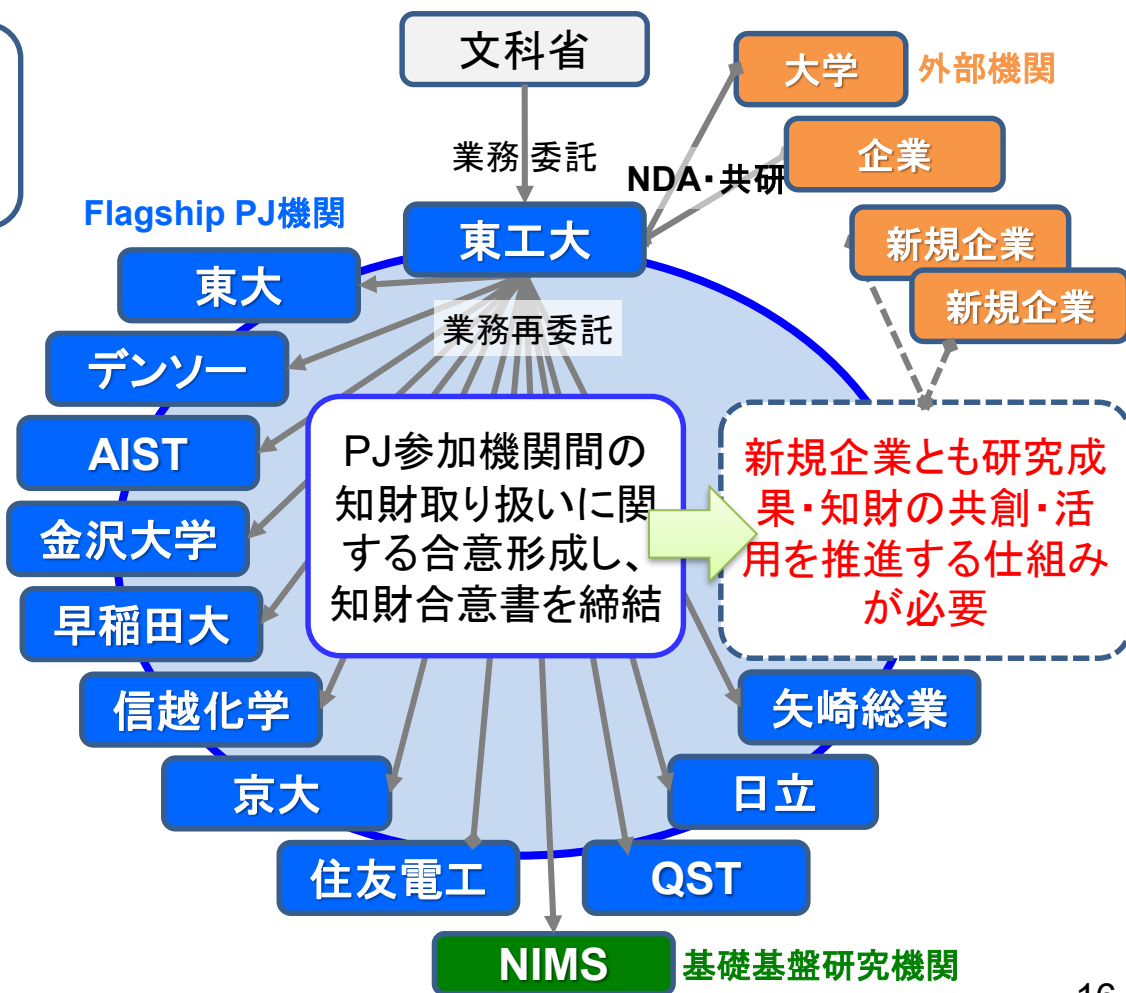 文科省
大学
外部機関
企業
業務 委託
NDA・共研
Flagship PJ機関
東工大
新規企業
新規企業
東大
業務再委託
デンソー
AIST
金沢大学
早稲田大
信越化学
京大
住友電工
PJ参加機関間の
知財取り扱いに関
する合意形成し、
知財合意書を締結
新規企業とも研究成
果・知財の共創・活
用を推進する仕組み
が必要
矢崎総業
日立
QST
NIMS
基礎基盤研究機関
16